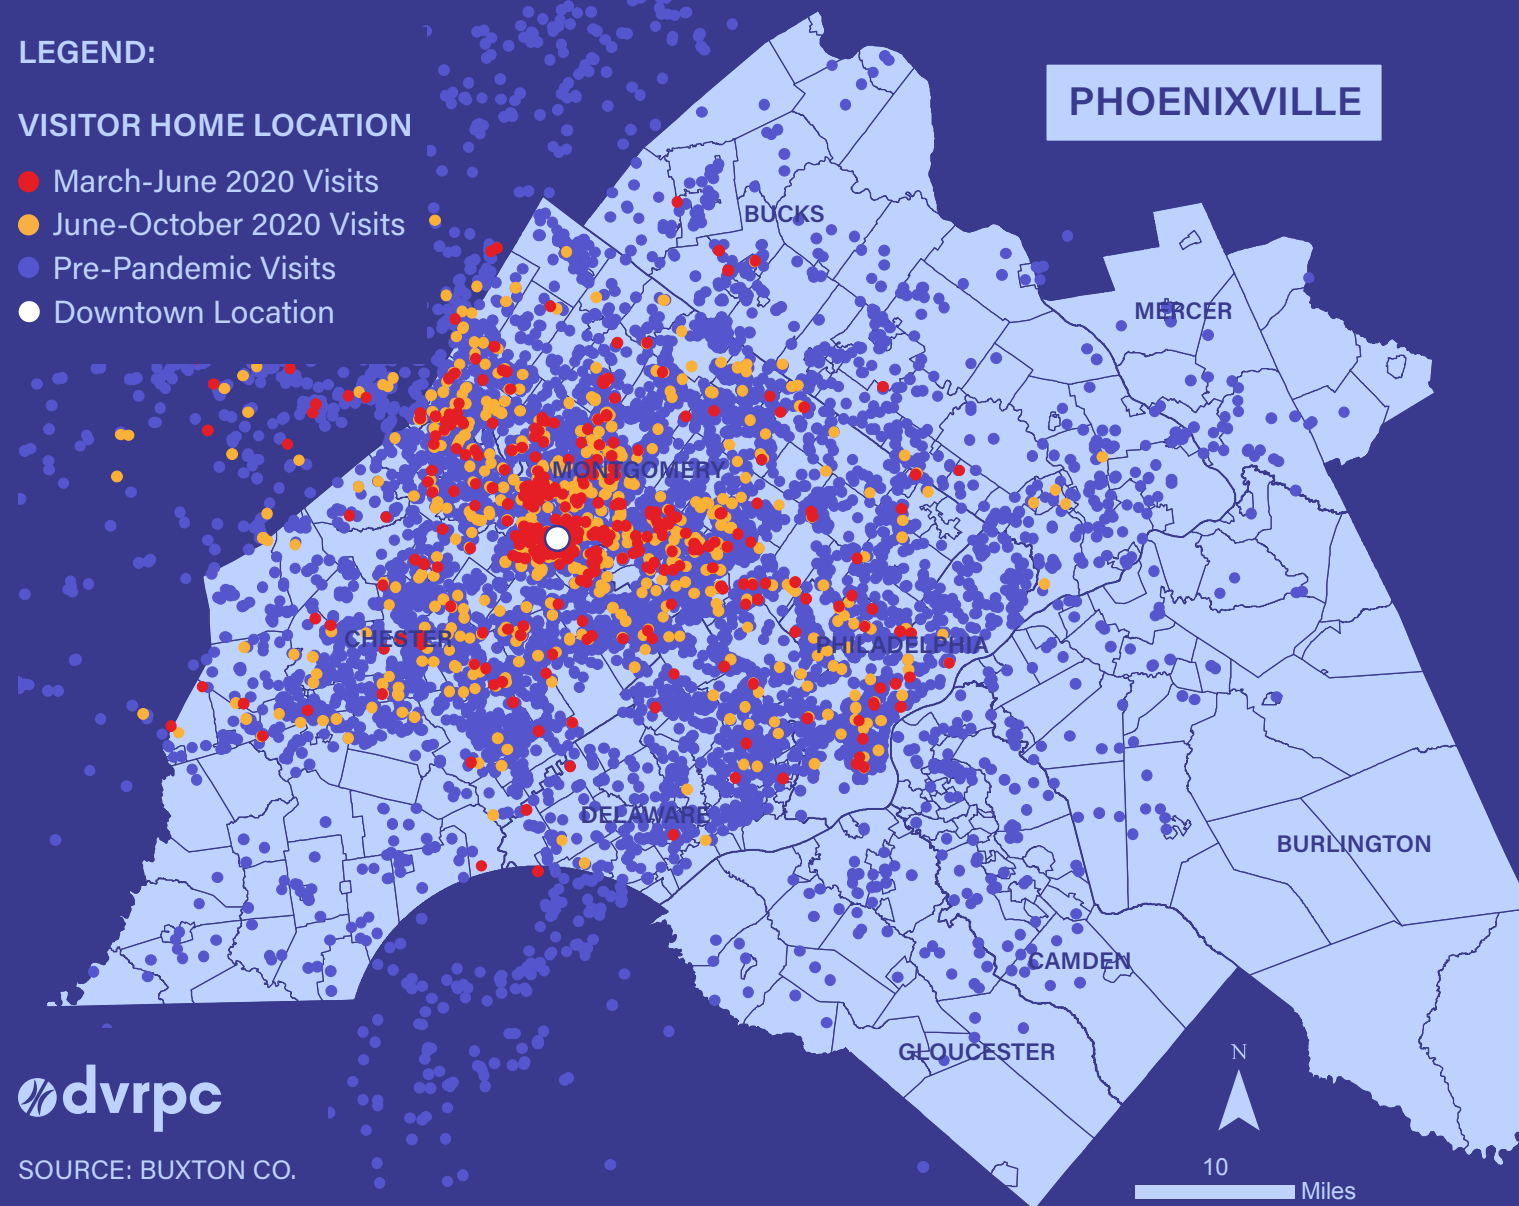 LEGEND:
VISITOR HOME LOCATION
March-June 2020 Visits
June-October 2020 Visits
Pre-Pandemic Visits
Downtown Location
PHOENIXVILLE
BUCKS
MERCER
MONTGOMERY
CHESTER
PHILADELPHIA
DELAWARE
BURLINGTON
CAMDEN
GLOUCESTER
N
dvrpc
SOURCE: BUXTON CO.
10
Miles